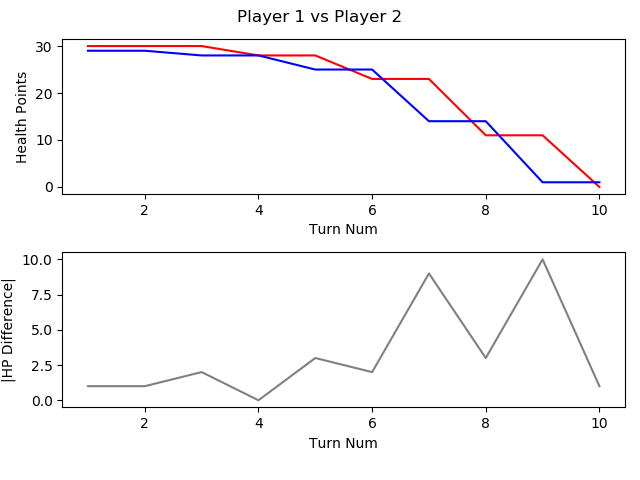 Player 1 vs Player 2
30
20
10
0
Health Points
2 4 6 8 10
Turn Num
10.0
7.5
5.0
2.5
0.0
|HP Difference|
2 4 6 8 10
Turn Num